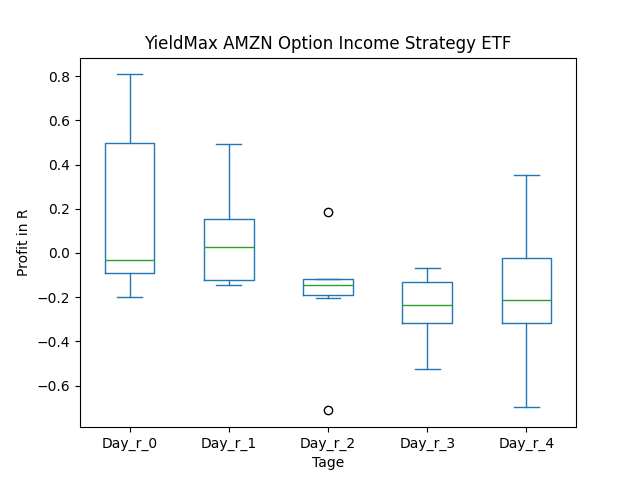 YieldMax AMZN Option Income Strategy ETF
Profit in R
0.8
0.6
0.4
0.2
0.0
−0.2
−0.4
−0.6
Day_r_0 Day_r_1 Day_r_2 Day_r_3 Day_r_4
Tage